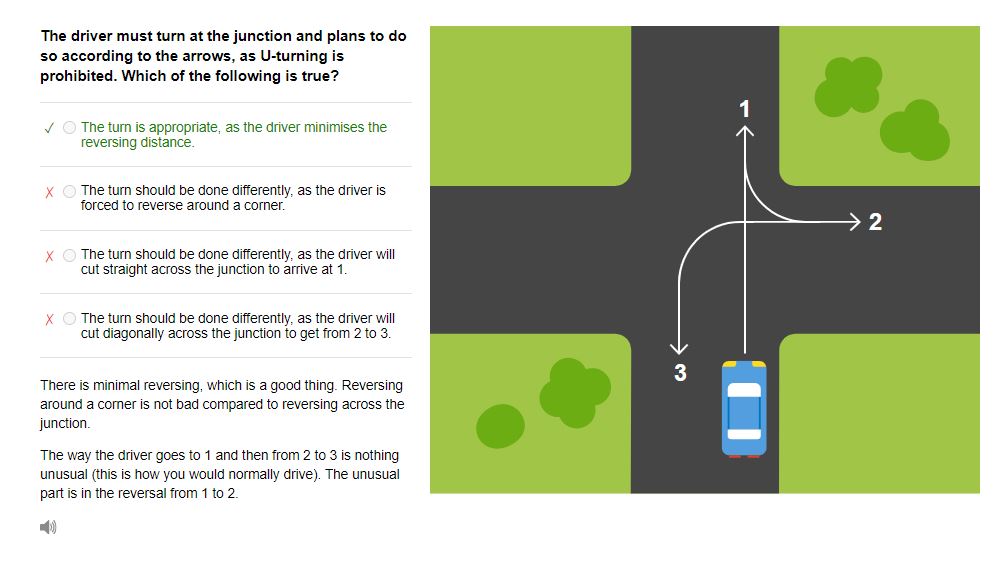 The driver must turn at the junction and plans to do
so according to the arrows, as U-turning is
prohibited. Which of the following is true?
✓ The turn is appropriate, as the driver minimises the
reversing distance.
X The turn should be done differently, as the driver is
forced to reverse around a corner.
X The turn should be done differently, as the driver will
cut straight across the junction to arrive at 1.
X The turn should be done differently, as the driver will
cut diagonally across the junction to get from 2 to 3.
There is minimal reversing, which is a good thing. Reversing
around a corner is not bad compared to reversing across the
junction.
The way the driver goes to 1 and then from 2 to 3 is nothing
unusual (this is how you would normally drive). The unusual
part is in the reversal from 1 to 2.
1
2
3